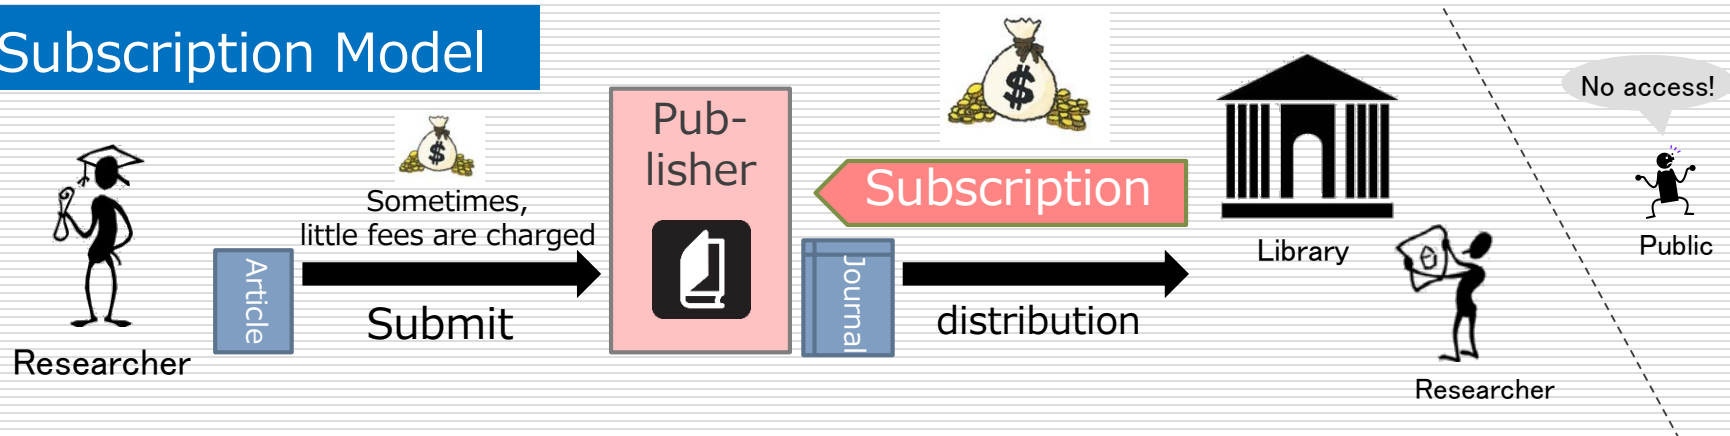 Subscription Model
Sometimes,
little fees are charged
Article
Submit
Researcher
Pub-
lisher
Subscription
Journal
distribution
Library
Researcher
No access!
Public